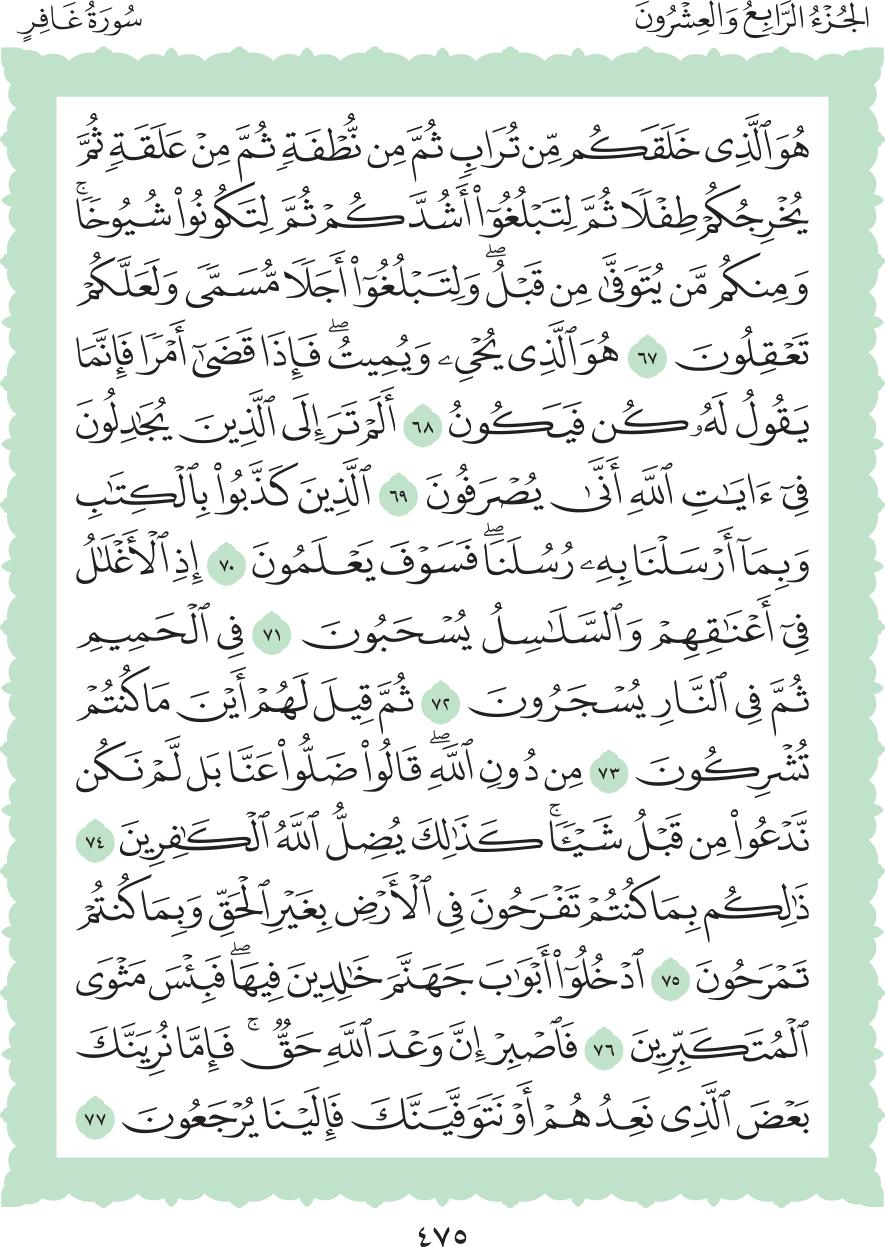 الجُزْءُ الرَّابِعُ وَالْعِشْرُونَ
سُورَةُ غَافِرٍ
هُوَ ٱلَّذِى خَلَقَكُم مِّن تُرَابٍ ثُمَّ مِن نُّطْفَةٍ ثُمَّ مِنْ عَلَقَةٍ ثُمَّ
يُخْرِجُكُمْ طِفْلًا ثُمَّ لِتَبْلُغُوٓا۟ أَشُدَّكُمْ ثُمَّ لِتَكُونُوا۟ شُيُوخًا ۚ
وَمِنكُم مَّن يُتَوَفَّىٰ مِن قَبْلُ ۖ وَلِتَبْلُغُوٓا۟ أَجَلًا مُّسَمًّى وَلَعَلَّكُمْ
تَعْقِلُونَ ٦٧ هُوَ ٱلَّذِى يُحْىِۦ وَيُمِيتُ ۖ فَإِذَا قَضَىٰٓ أَمْرًا فَإِنَّمَا
يَقُولُ لَهُۥ كُن فَيَكُونُ ٦٨ أَلَمْ تَرَ إِلَى ٱلَّذِينَ يُجَٰدِلُونَ
فِىٓ ءَايَٰتِ ٱللَّهِ أَنَّىٰ يُصْرَفُونَ ٦٩ ٱلَّذِينَ كَذَّبُوا۟ بِٱلْكِتَٰبِ
وَبِمَآ أَرْسَلْنَا بِهِۦ رُسُلَنَا ۖ فَسَوْفَ يَعْلَمُونَ ٧٠ إِذِ ٱلْأَغْلَٰلُ
فِىٓ أَعْنَٰقِهِمْ وَٱلسَّلَٰسِلُ يُسْحَبُونَ ٧١ فِى ٱلْحَمِيمِ
ثُمَّ فِى ٱلنَّارِ يُسْجَرُونَ ٧٢ ثُمَّ قِيلَ لَهُمْ أَيْنَ مَا كُنتُمْ
تُشْرِكُونَ ٧٣ مِن دُونِ ٱللَّهِ ۖ قَالُوا۟ ضَلُّوا۟ عَنَّا بَل لَّمْ نَكُن
نَّدْعُوا۟ مِن قَبْلُ شَيْـًٔا ۚ كَذَٰلِكَ يُضِلُّ ٱللَّهُ ٱلْكَٰفِرِينَ ٧٤
ذَٰلِكُم بِمَا كُنتُمْ تَفْرَحُونَ فِى ٱلْأَرْضِ بِغَيْرِ ٱلْحَقِّ وَبِمَا كُنتُمْ
تَمْرَحُونَ ٧٥ ٱدْخُلُوٓا۟ أَبْوَٰبَ جَهَنَّمَ خَٰلِدِينَ فِيهَا ۖ فَبِئْسَ مَثْوَى
ٱلْمُتَكَبِّرِينَ ٧٦ فَٱصْبِرْ إِنَّ وَعْدَ ٱللَّهِ حَقٌّ ۚ فَإِمَّا نُرِيَنَّكَ
بَعْضَ ٱلَّذِى نَعِدُهُمْ أَوْ نَتَوَفَّيَنَّكَ فَإِلَيْنَا يُرْجَعُونَ ٧٧
٤٧٥